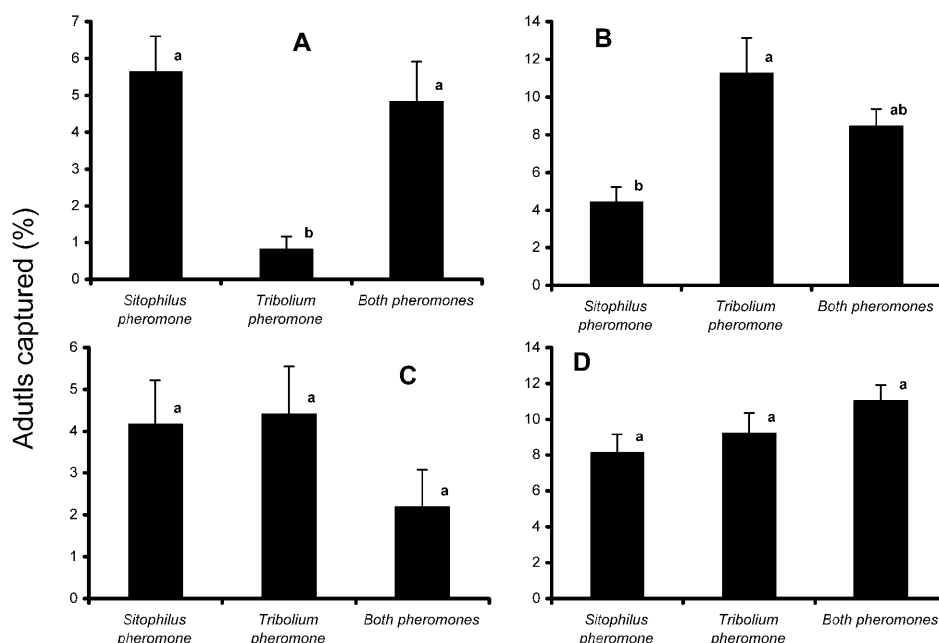 Adutls captured (%)
A
7
6
5
4
3
2
1
0
a
b
a
Sitophilus pheromone
Tribolium pheromone
Both pheromones
B
14
12
10
8
6
4
2
0
b
a
ab
Sitophilus pheromone
Tribolium pheromone
Both pheromones
C
6
5
4
3
2
1
0
a
a
a
Sitophilus pheromone
Tribolium pheromone
Both pheromones
D
14
12
10
8
6
4
2
0
a
a
a
Sitophilus pheromone
Tribolium pheromone
Both pheromones